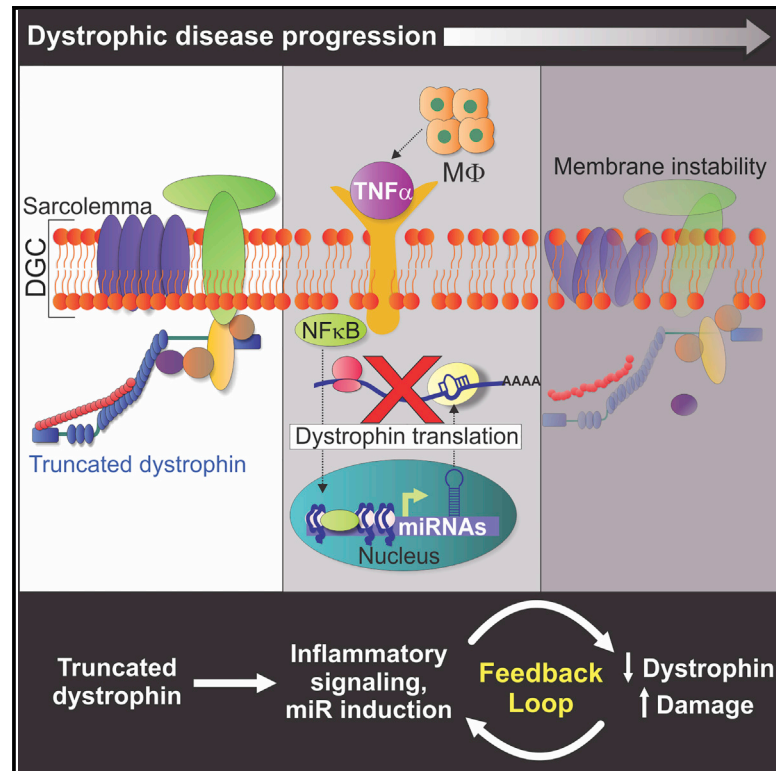 Dystrophic disease progression
Sarcolemma
DGC
Truncated dystrophin
TNFα
MΦ
NFκB
AAAA
Dystrophin translation
miRNAs
Nucleus
Membrane instability
Truncated
dystrophin
Inflammatory
signaling,
miR induction
Feedback
Loop
↓ Dystrophin
↑ Damage